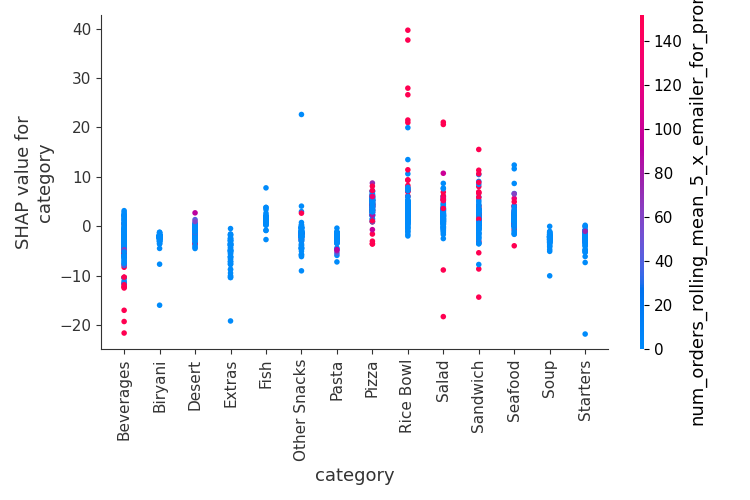 40
30
20
10
0
−10
−20
SHAP value for
category
Beverages
Biryani
Desert
Extras
Fish
Other Snacks
Pasta
Pizza
Rice Bowl
Salad
Sandwich
Seafood
Soup
Starters
category
140
120
100
80
60
40
20
0
num_orders_rolling_mean_5_x_emailer_for_pro